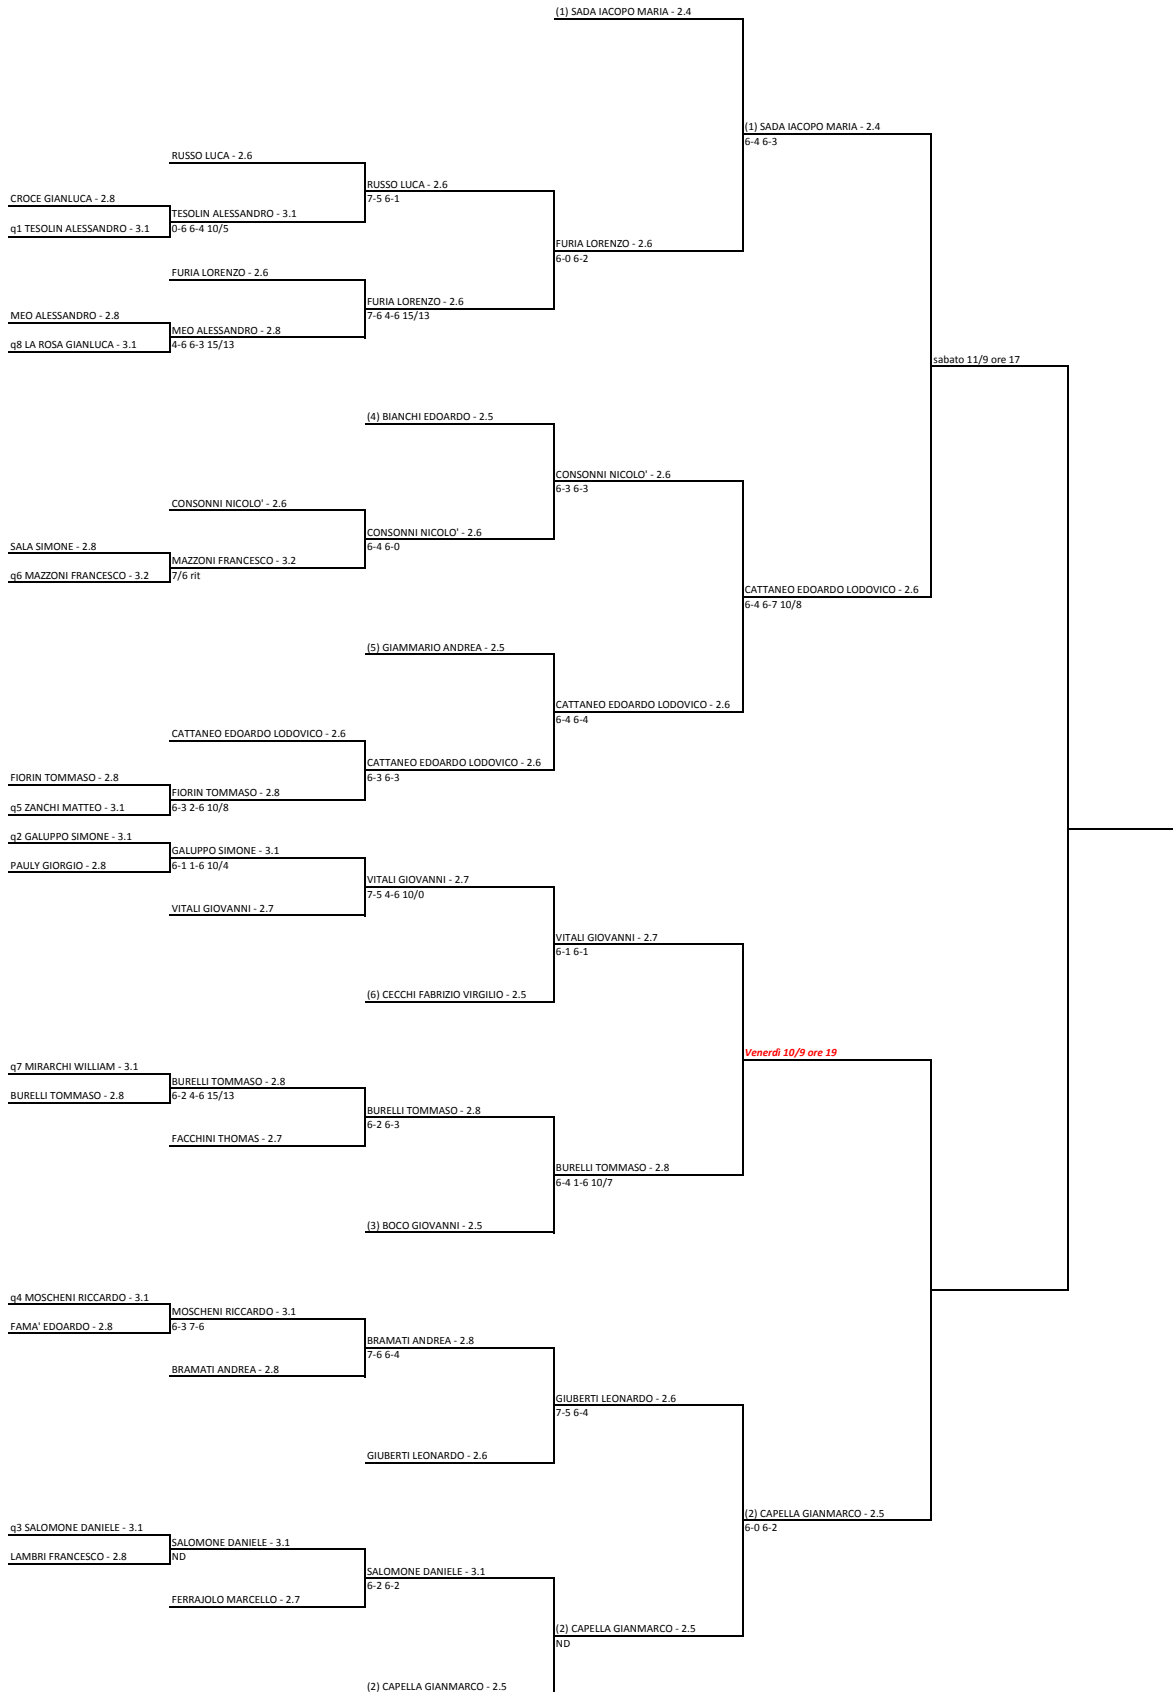 (1) SADA IACOPO MARIA - 2.4
(1) SADA IACOPO MARIA - 2.4
6-4 6-3
RUSSO LUCA - 2.6
RUSSO LUCA - 2.6
7-5 6-1
CROCE GIANLUCA - 2.8
TESOLIN ALESSANDRO - 3.1
q1 TESOLIN ALESSANDRO - 3.1
0-6 6-4 10/5
FURIA LORENZO - 2.6
6-0 6-2
FURIA LORENZO - 2.6
FURIA LORENZO - 2.6
7-6 4-6 15/13
MEO ALESSANDRO - 2.8
MEO ALESSANDRO - 2.8
q8 LA ROSA GIANLUCA - 3.1
4-6 6-3 15/13
sabato 11/9 ore 17
(4) BIANCHI EDOARDO - 2.5
CONSONNI NICOLO' - 2.6
6-3 6-3
CONSONNI NICOLO' - 2.6
CONSONNI NICOLO' - 2.6
6-4 6-0
SALA SIMONE - 2.8
MAZZONI FRANCESCO - 3.2
q6 MAZZONI FRANCESCO - 3.2
7/6 rit
CATTANEO EDOARDO LODOVICO - 2.6
6-4 6-7 10/8
(5) GIAMMARIO ANDREA - 2.5
CATTANEO EDOARDO LODOVICO - 2.6
6-4 6-4
CATTANEO EDOARDO LODOVICO - 2.6
CATTANEO EDOARDO LODOVICO - 2.6
6-3 6-3
FIORIN TOMMASO - 2.8
FIORIN TOMMASO - 2.8
q5 ZANCHI MATTEO - 3.1
6-3 2-6 10/8
q2 GALUPPO SIMONE - 3.1
GALUPPO SIMONE - 3.1
PAULY GIORGIO - 2.8
6-1 1-6 10/4
VITALI GIOVANNI - 2.7
7-5 4-6 10/0
VITALI GIOVANNI - 2.7
VITALI GIOVANNI - 2.7
6-1 6-1
(6) CECCHI FABRIZIO VIRGILIO - 2.5
Venerdì 10/9 ore 19
q7 MIRARCHI WILLIAM - 3.1
BURELLI TOMMASO - 2.8
BURELLI TOMMASO - 2.8
6-2 4-6 15/13
BURELLI TOMMASO - 2.8
6-2 6-3
FACCHINI THOMAS - 2.7
BURELLI TOMMASO - 2.8
6-4 1-6 10/7
(3) BOCO GIOVANNI - 2.5
q4 MOSCHENI RICCARDO - 3.1
MOSCHENI RICCARDO - 3.1
FAMA' EDOARDO - 2.8
6-3 7-6
BRAMATI ANDREA - 2.8
7-6 6-4
BRAMATI ANDREA - 2.8
GIUBERTI LEONARDO - 2.6
7-5 6-4
GIUBERTI LEONARDO - 2.6
(2) CAPELLA GIANMARCO - 2.5
6-0 6-2
q3 SALOMONE DANIELE - 3.1
SALOMONE DANIELE - 3.1
LAMBRI FRANCESCO - 2.8
ND
SALOMONE DANIELE - 3.1
6-2 6-2
FERRAJOLO MARCELLO - 2.7
(2) CAPELLA GIANMARCO - 2.5
ND
(2) CAPELLA GIANMARCO - 2.5